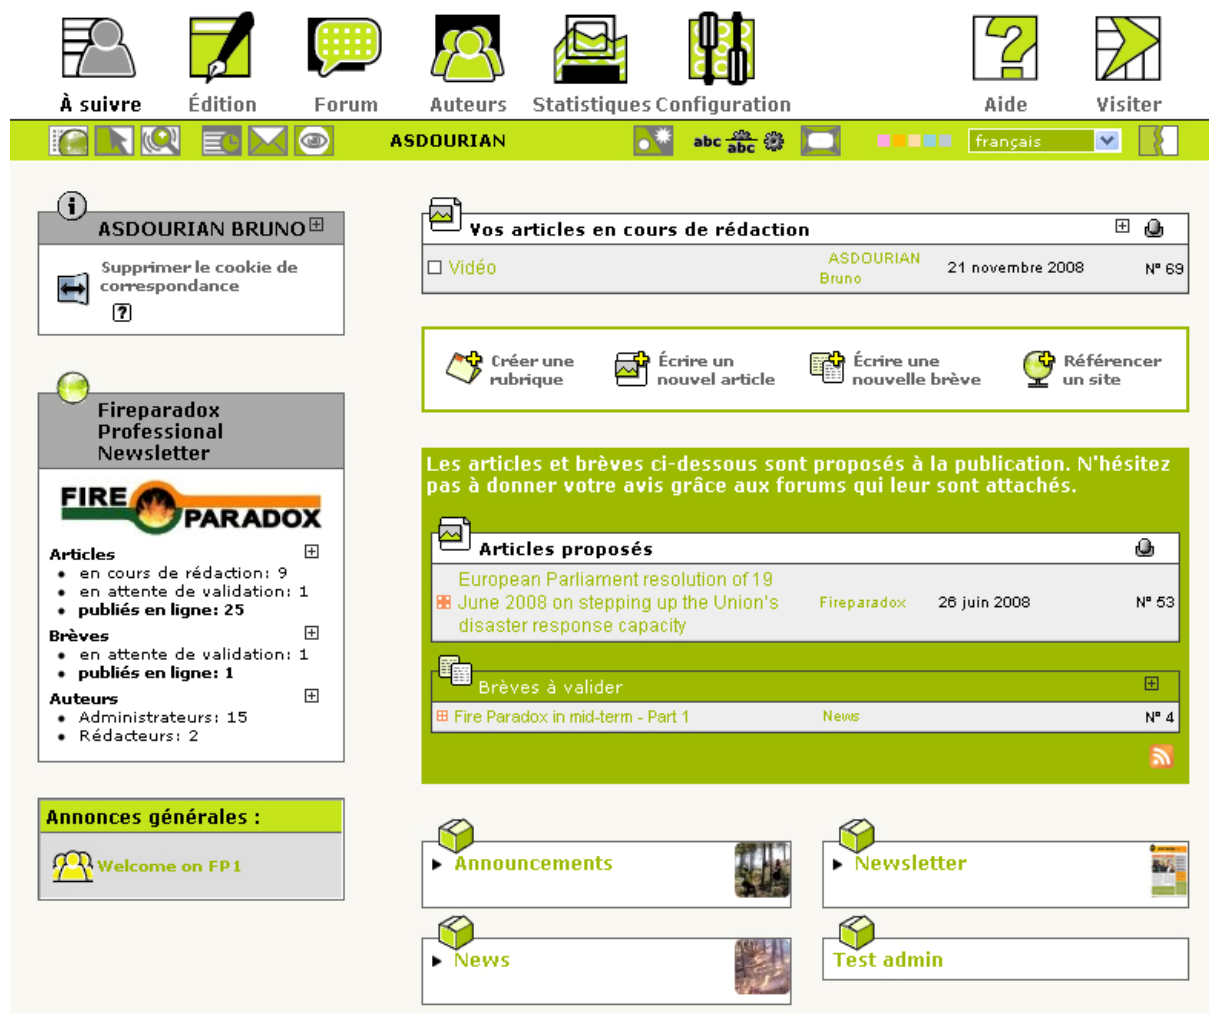 À suivre
Édition
Forum
Auteurs
Statistiques
Configuration
Aide
Visiter
ASDOURIAN
abc
abc
français
i
ASDOURIAN BRUNO
Supprimer le cookie de
correspondance
?
Fireparadox
Professional
Newsletter
FIRE
PARADOX
Articles
en cours de rédaction: 9
en attente de validation: 1
publiés en ligne: 25
Brèves
en attente de validation: 1
publiés en ligne: 1
Auteurs
Administrateurs: 15
Rédacteurs: 2
Annonces générales :
Welcome on FP1
Vos articles en cours de rédaction
Vidéo
ASDOURIAN
Bruno
21 novembre 2008
N° 69
Créer une
rubrique
Écrire un
nouvel article
Écrire une
nouvelle brève
Référencer
un site
Les articles et brèves ci-dessous sont proposés à la publication. N'hésitez
pas à donner votre avis grâce aux forums qui leur sont attachés.
Articles proposés
European Parliament resolution of 19
June 2008 on stepping up the Union's
disaster response capacity
Fireparadox
26 juin 2008
N° 53
Brèves à valider
Fire Paradox in mid-term - Part 1
News
N° 4
Announcements
Newsletter
News
Test admin